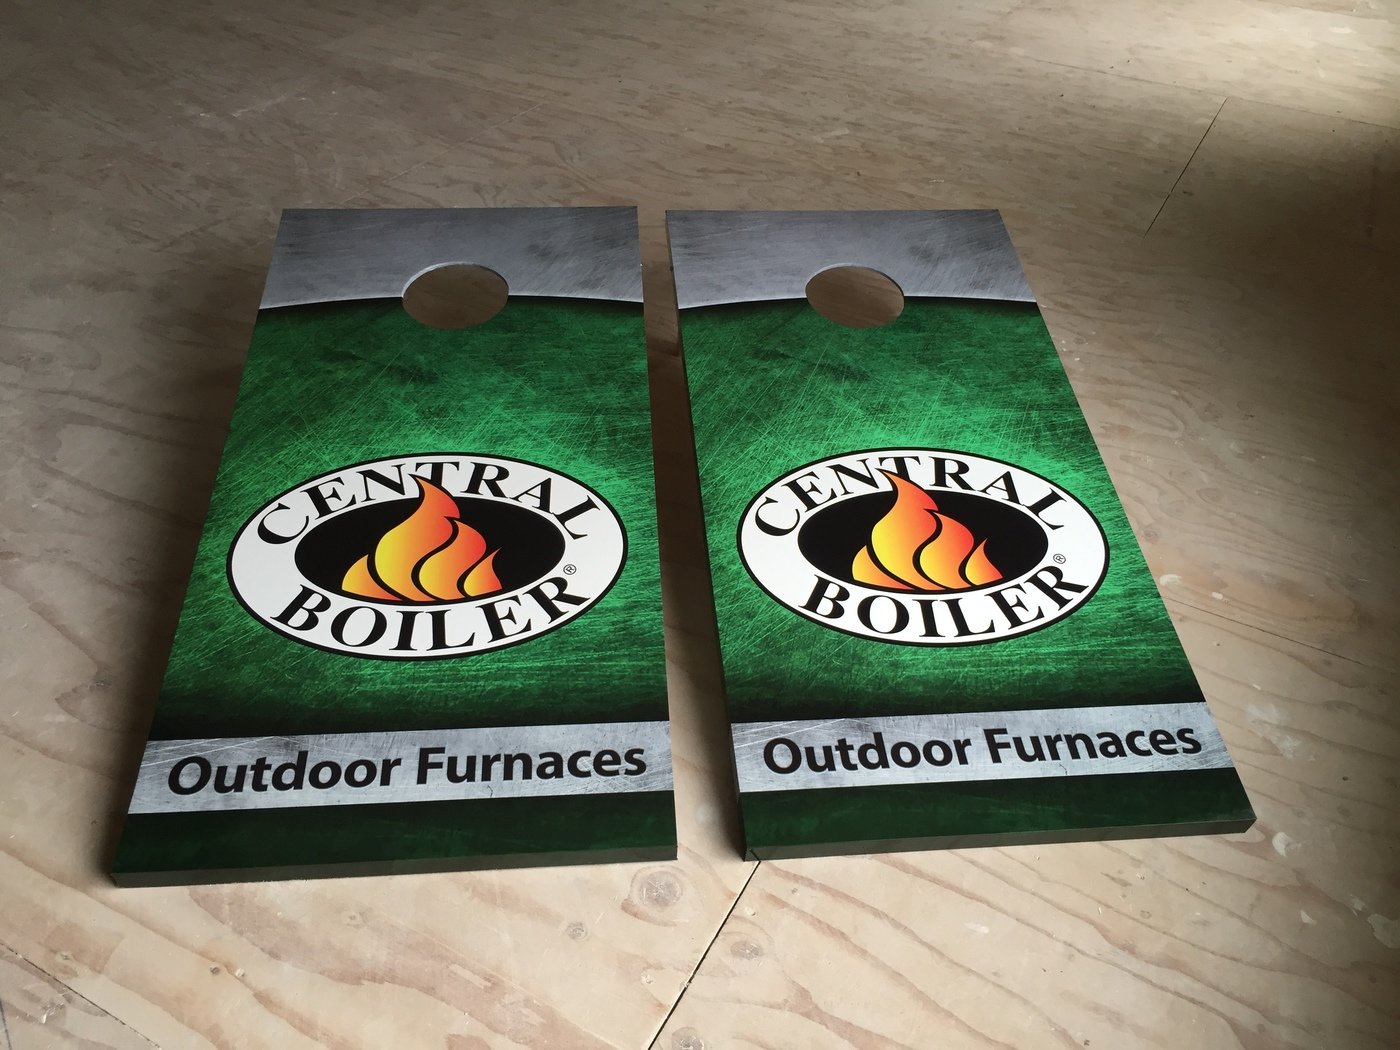 CENTRAL
BOILER®
Outdoor Furnaces
CENTRAL
BOILER®
Outdoor Furnaces